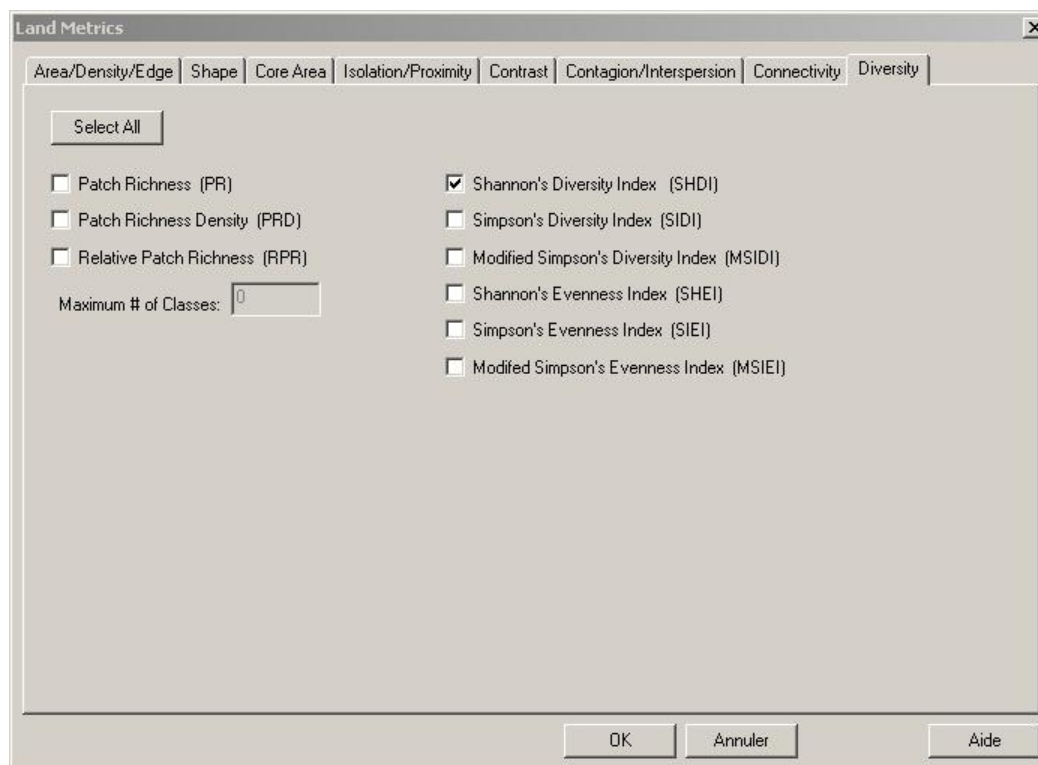 Land Metrics
Area/Density/Edge Shape Core Area Isolation/Proximity Contrast Contagion/Interspersion Connectivity Diversity
Select All
Patch Richness (PR)
Patch Richness Density (PRD)
Relative Patch Richness (RPR)
Maximum # of Classes: 0
Shannon's Diversity Index (SHDI)
Simpson's Diversity Index (SIDI)
Modified Simpson's Diversity Index (MSIDI)
Shannon's Evenness Index (SHEI)
Simpson's Evenness Index (SIEI)
Modifed Simpson's Evenness Index (MSIEI)
OK Annuler Aide